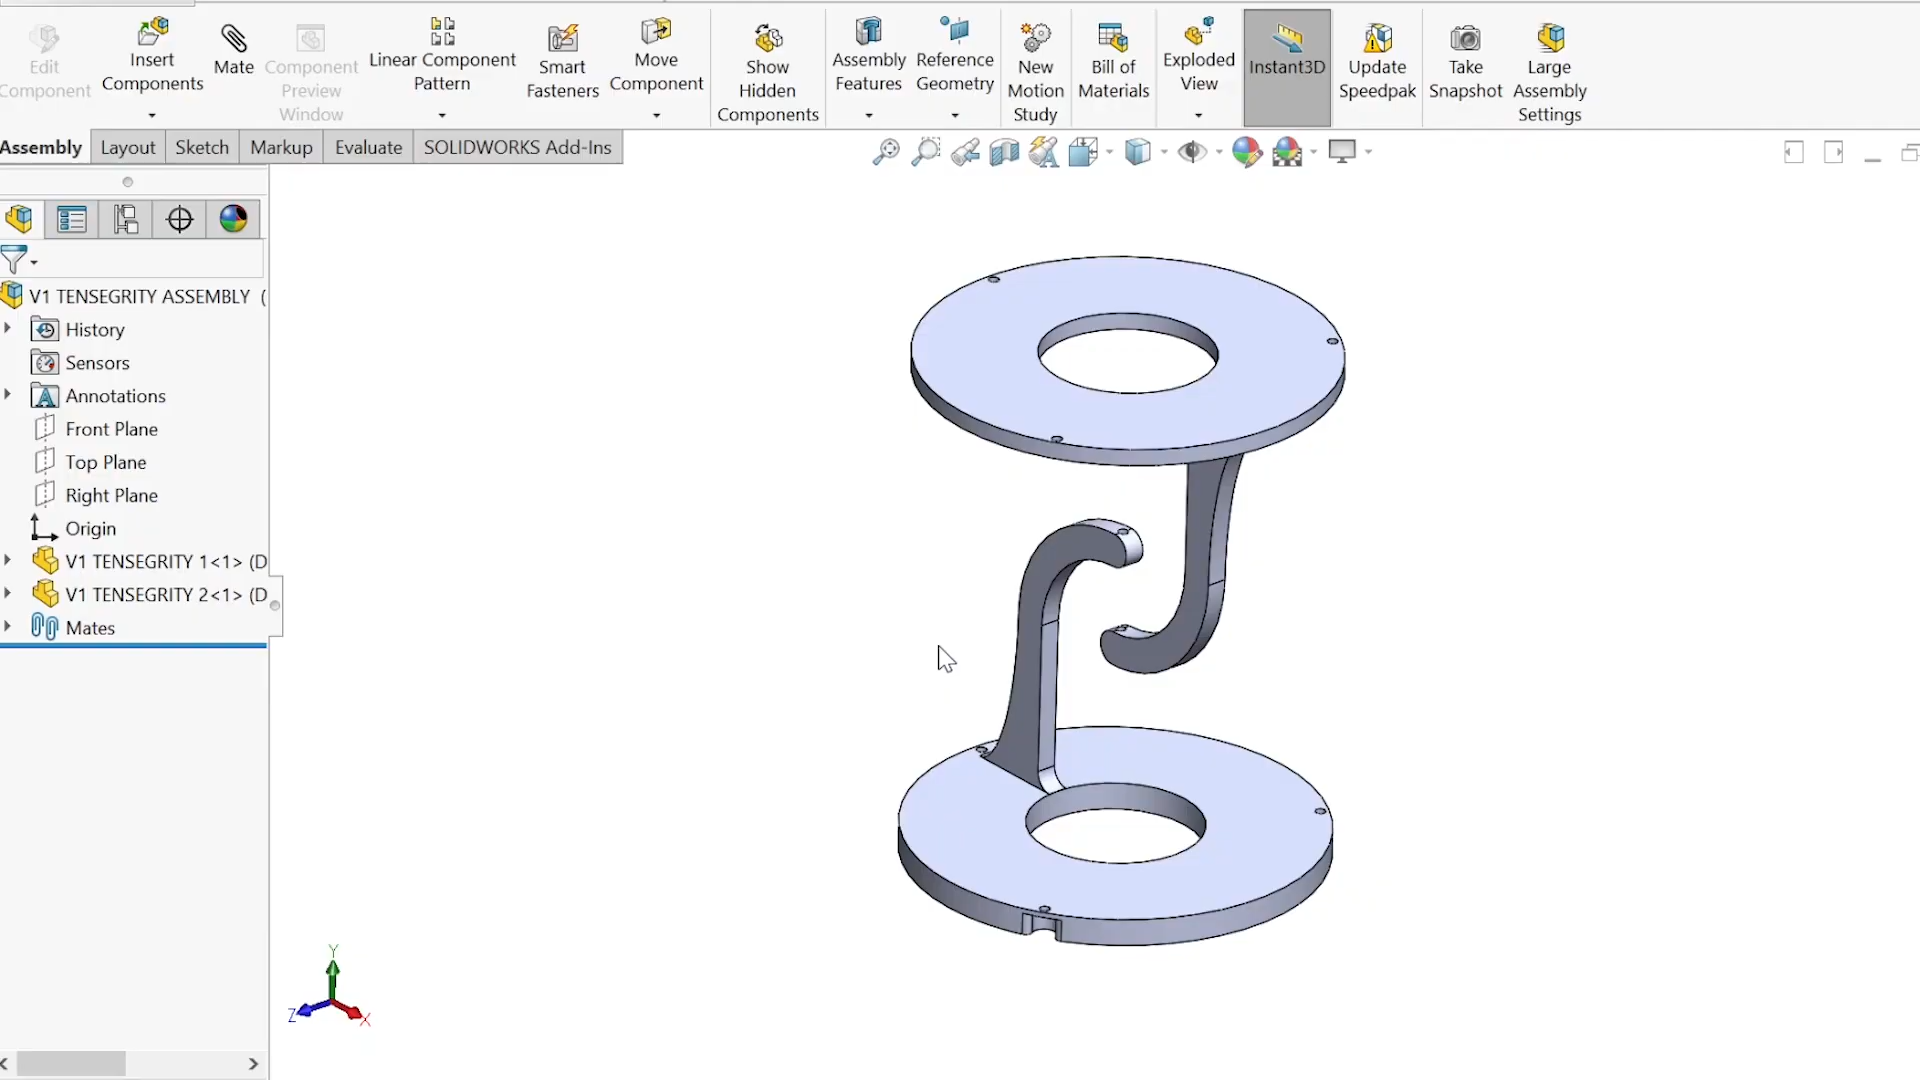 Edit
Component
Insert
Components
Mate
Component
Preview
Window
Linear Component
Pattern
Smart
Fasteners
Move
Component
Show
Hidden
Components
Assembly
Features
Reference
Geometry
New
Motion
Study
Bill of
Materials
Exploded
View
Instant3D
Update
Speedpak
Take
Snapshot
Large
Assembly
Settings
Assembly
Layout
Sketch
Markup
Evaluate
SOLIDWORKS Add-Ins
V1 TENSEGRITY ASSEMBLY (
History
Sensors
Annotations
Front Plane
Top Plane
Right Plane
Origin
V1 TENSEGRITY 1<1> (D
V1 TENSEGRITY 2<1> (D
Mates
Y
Z
X